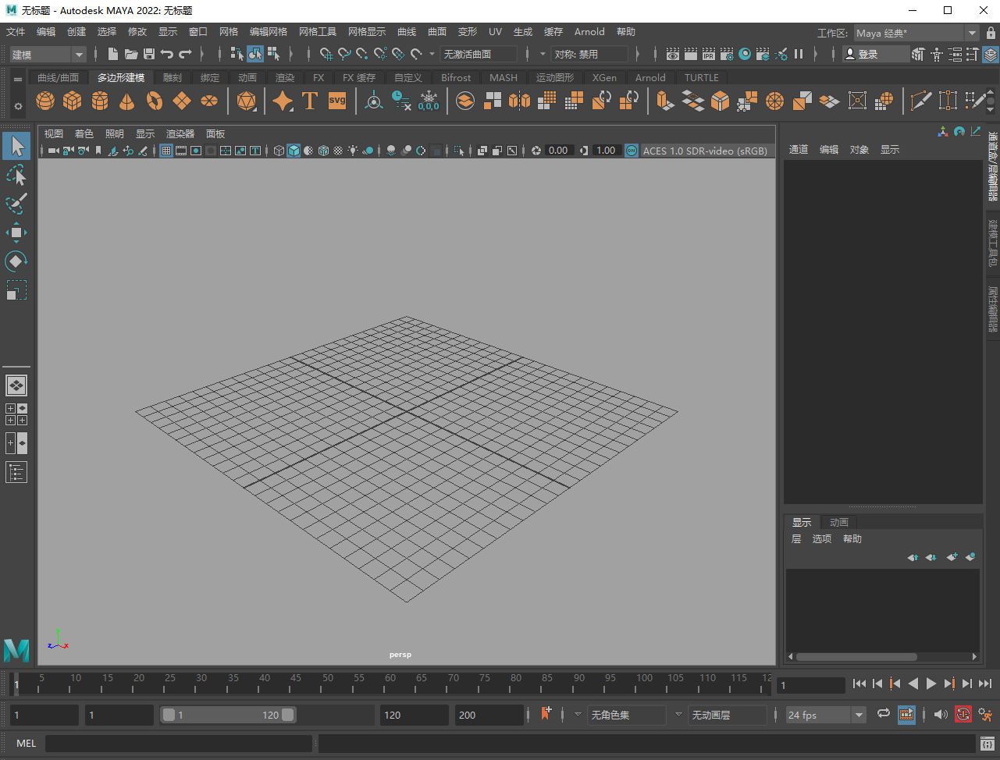 无标题 - Autodesk MAYA 2022: 无标题
文件 编辑 创建 选择 修改 显示 窗口 网格 编辑网格 网格工具 网格显示 曲线 曲面 变形 UV 生成 缓存 Arnold 帮助
工作区: Maya 经典*
建模 无激活曲面 对称: 禁用 IPR 登录
曲线/曲面 多边形建模 雕刻 绑定 动画 渲染 FX FX 缓存 自定义 Bifrost MASH 运动图形 XGen Arnold TURTLE
T SVG 0,0,0
视图 着色 照明 显示 渲染器 面板
0.00 1.00 ON ACES 1.0 SDR-video (sRGB)
通道 编辑 对象 显示
通道盒/层编辑器
建模工具包
属性编辑器
显示 动画
层 选项 帮助
y
z x
persp
M
1 5 10 15 20 25 30 35 40 45 50 55 60 65 70 75 80 85 90 95 100 105 110 115 12
1
1 1 1 120 120 200 无角色集 无动画层 24 fps
MEL